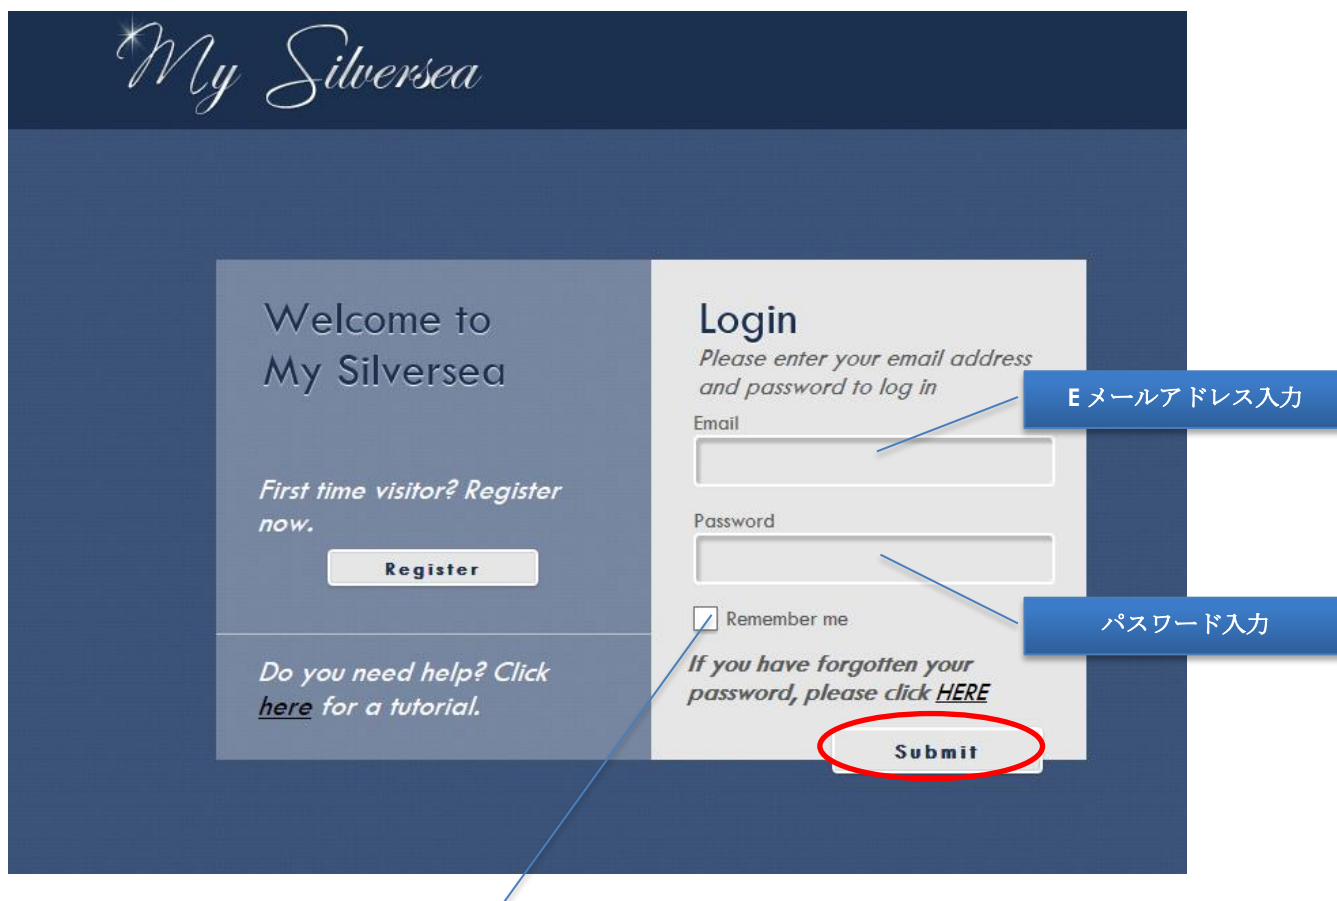 My Silversea
Welcome to
My Silversea
First time visitor? Register
now.
Register
Do you need help? Click
here for a tutorial.
Login
Please enter your email address
and password to log in
Email
Eメールアドレス入力
Password
パスワード入力
Remember me
If you have forgotten your
password, please click HERE
Submit